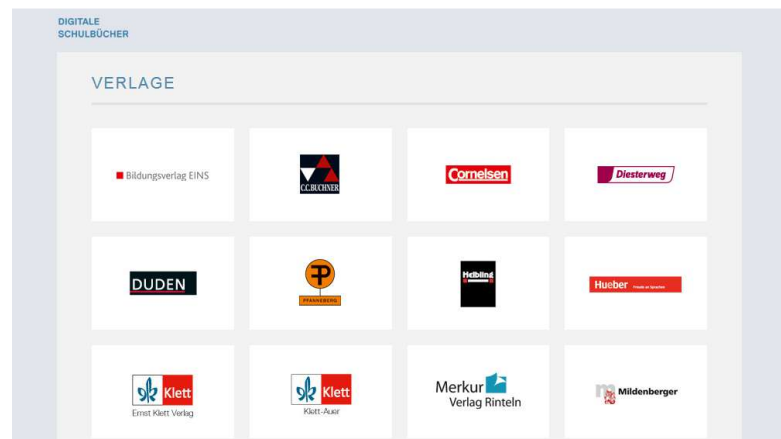 DIGITALE
SCHULBÜCHER
VERLAGE
Bildungsverlag EINS
C.C.BUCHNER
Cornelsen
Diesterweg
DUDEN
PFANNEBERG
Helbling
Hueber
Klett
Ernst Klett Verlag
Klett
Klett-Auer
Merkur
Verlag Rinteln
Mildenberger